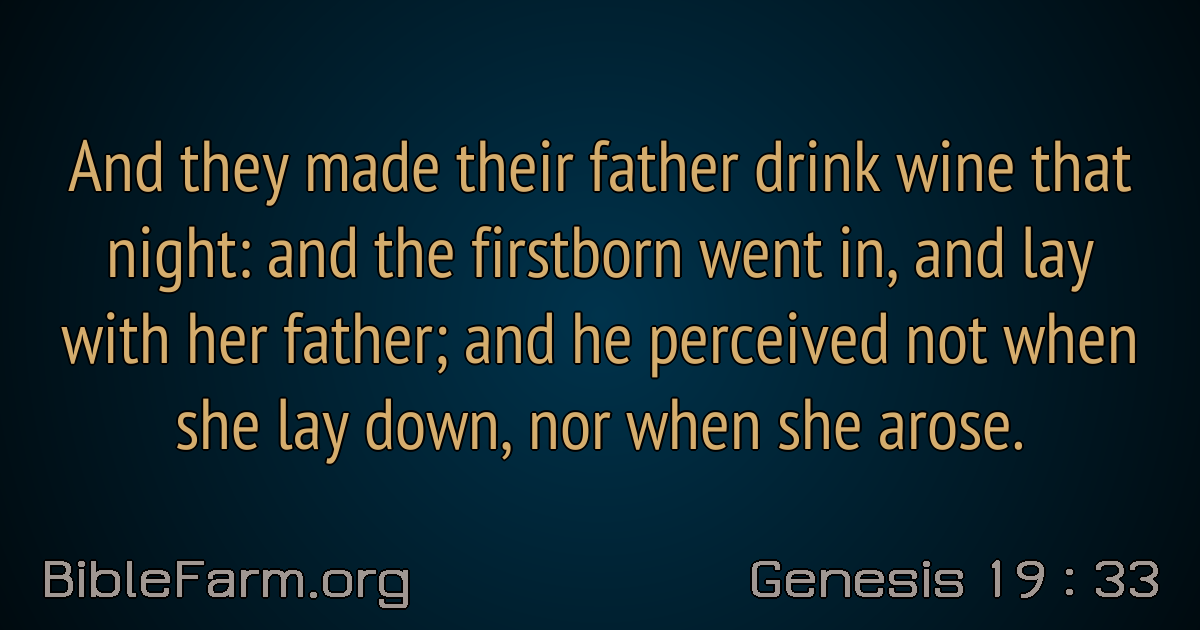 And they made their father drink wine that
night: and the firstborn went in, and lay
with her father; and he perceived not when
she lay down, nor when she arose.
BibleFarm.org
Genesis 19 : 33